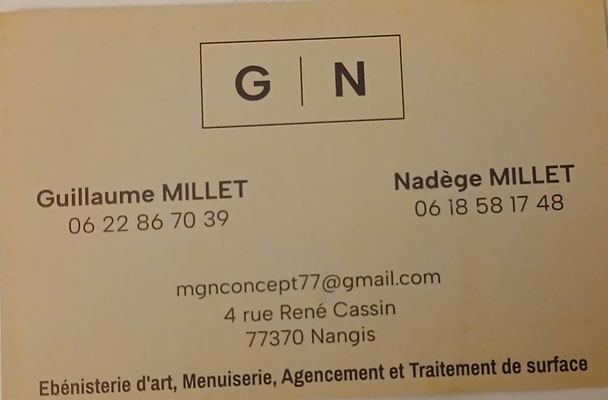 G | N
Guillaume MILLET
06 22 86 70 39
Nadège MILLET
06 18 58 17 48
mgnconcept77@gmail.com
4 rue René Cassin
77370 Nangis
Ebénisterie d'art, Menuiserie, Agencement et Traitement de surface